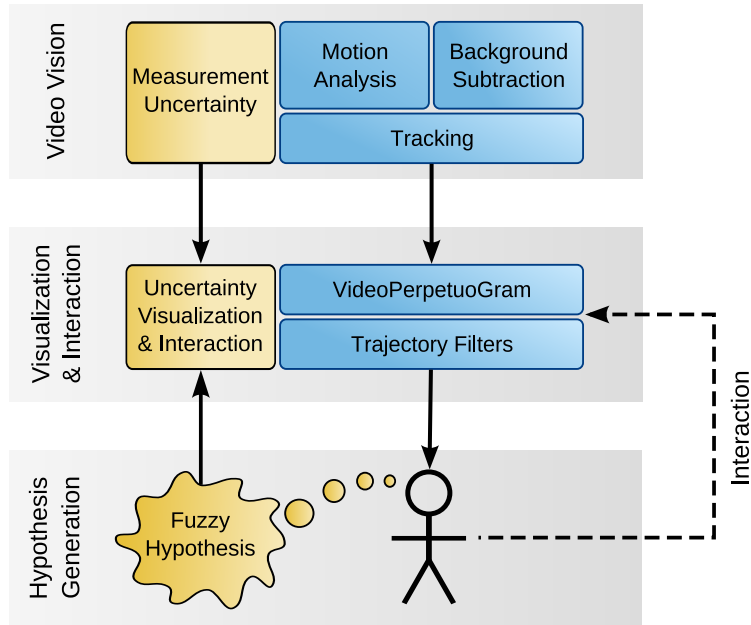 Video Vision
Measurement
Uncertainty
Motion
Analysis
Background
Subtraction
Tracking
Visualization
& Interaction
Uncertainty
Visualization
& Interaction
VideoPerpetuoGram
Trajectory Filters
Interaction
Hypothesis
Generation
Fuzzy
Hypothesis